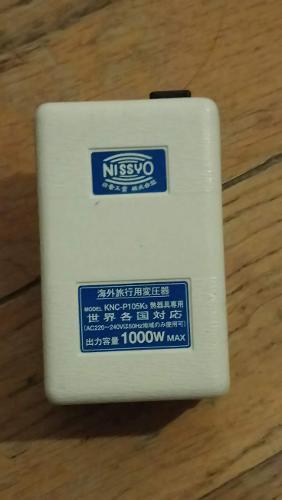 NISSYO
日章工業 株式会社
海外旅行用変圧器
MODEL KNC-P105K₃ 熱器具専用
世界各国対応
(AC220～240V/50Hz地域のみ使用可)
出力容量 1000W MAX